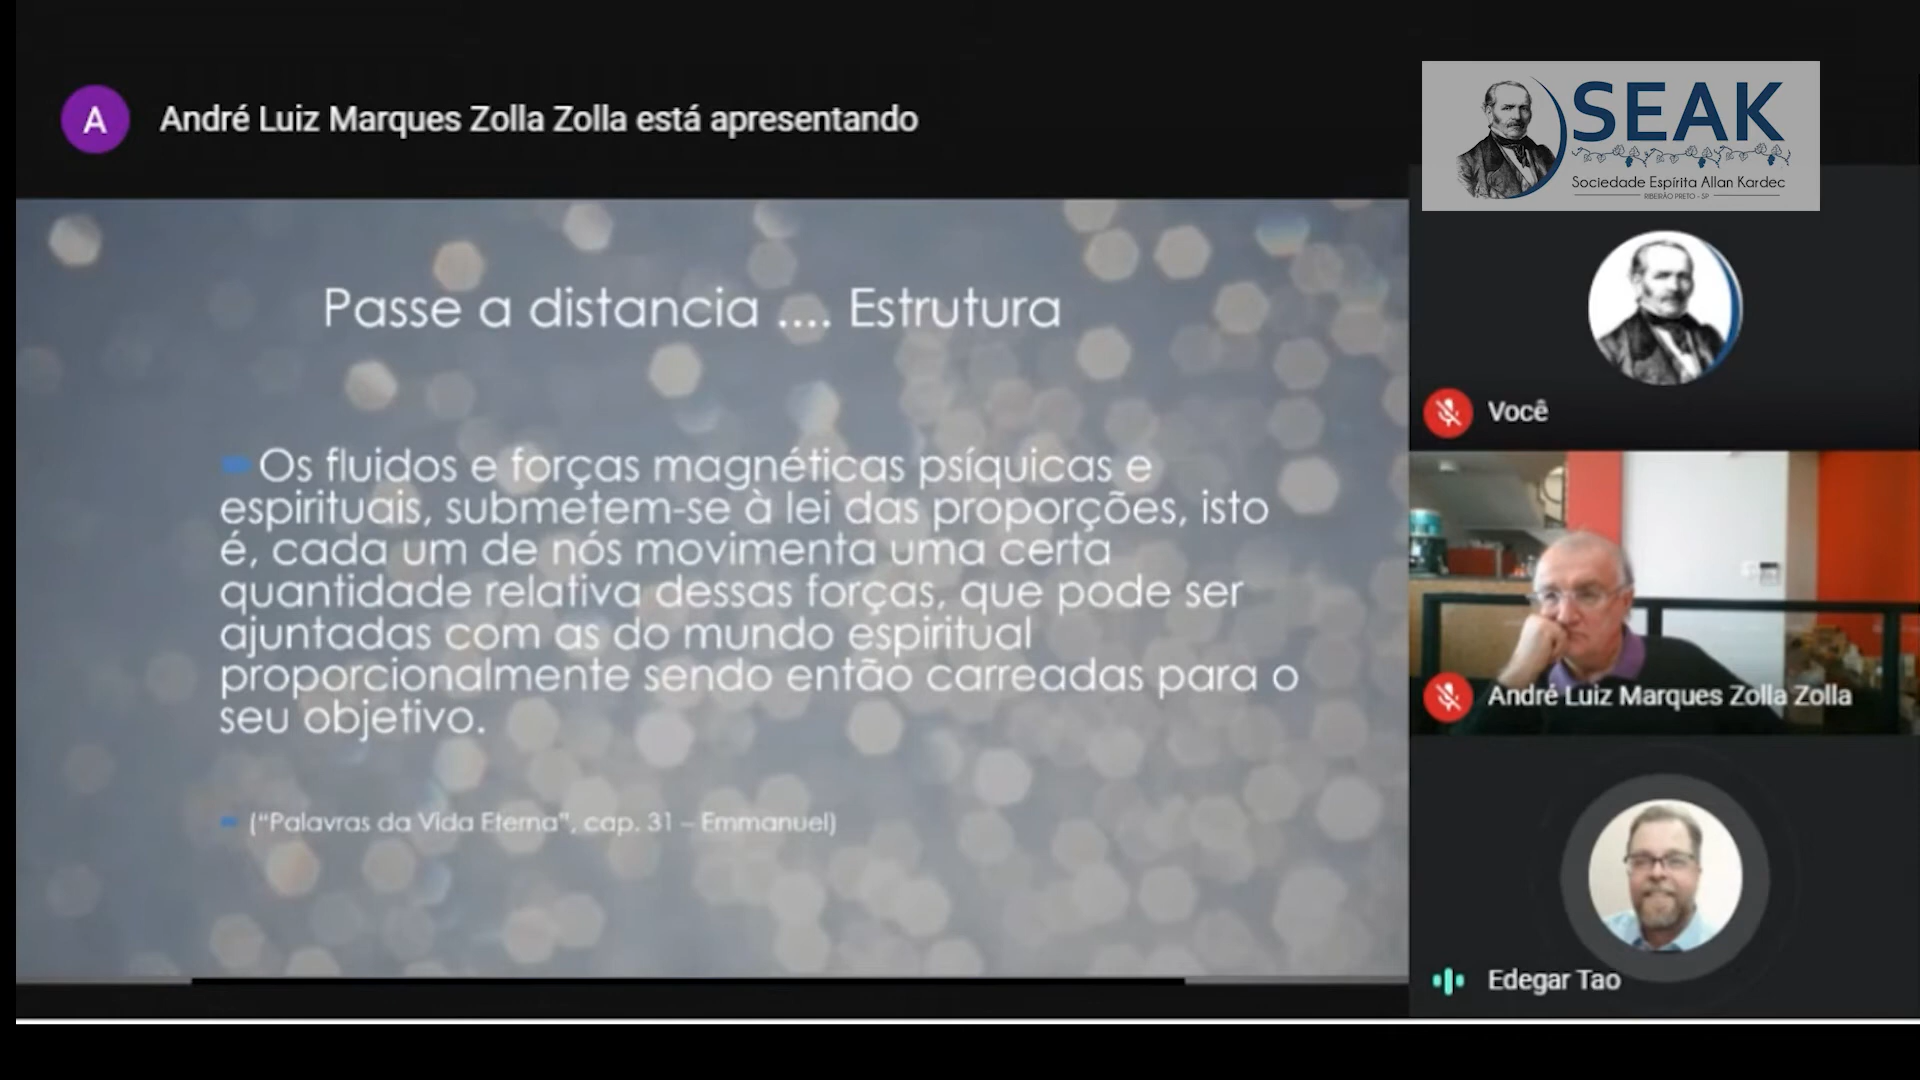 A
André Luiz Marques Zolla Zolla está apresentando
SEAK
Sociedade Espírita Allan Kardec
RIBEIRÃO PRETO - SP
Passe a distancia .... Estrutura
Os fluidos e forças magnéticas psíquicas e
espirituais, submetem-se à lei das proporções, isto
é, cada um de nós movimenta uma certa
quantidade relativa dessas forças, que pode ser
ajuntadas com as do mundo espiritual
proporcionalmente sendo então carreadas para o
seu objetivo.
(“Palavras da Vida Eterna”, cap. 31 – Emmanuel)
Você
André Luiz Marques Zolla Zolla
Edegar Tao